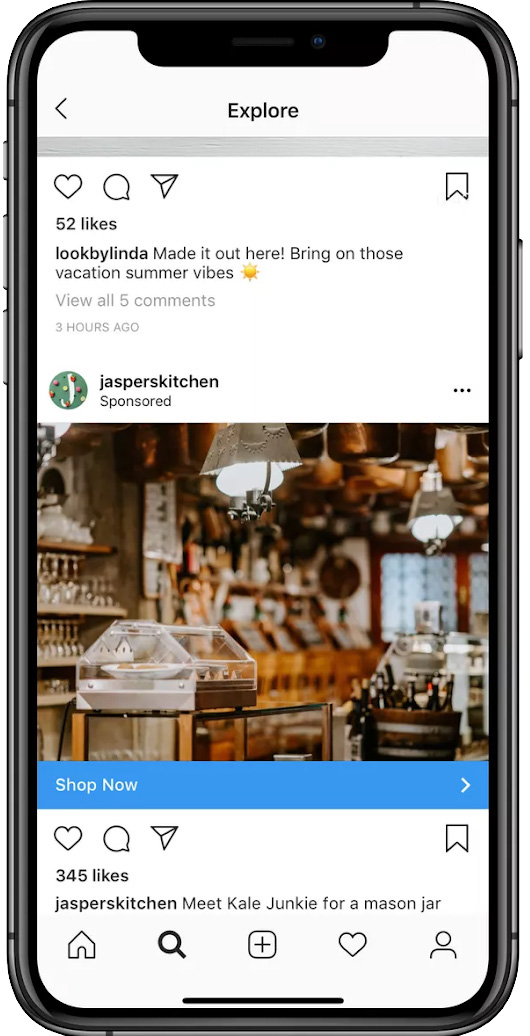 Explore
52 likes
lookbylinda Made it out here! Bring on those
vacation summer vibes ☀️
View all 5 comments
3 HOURS AGO
jasperskitchen
Sponsored
Shop Now
345 likes
jasperskitchen Meet Kale Junkie for a mason jar